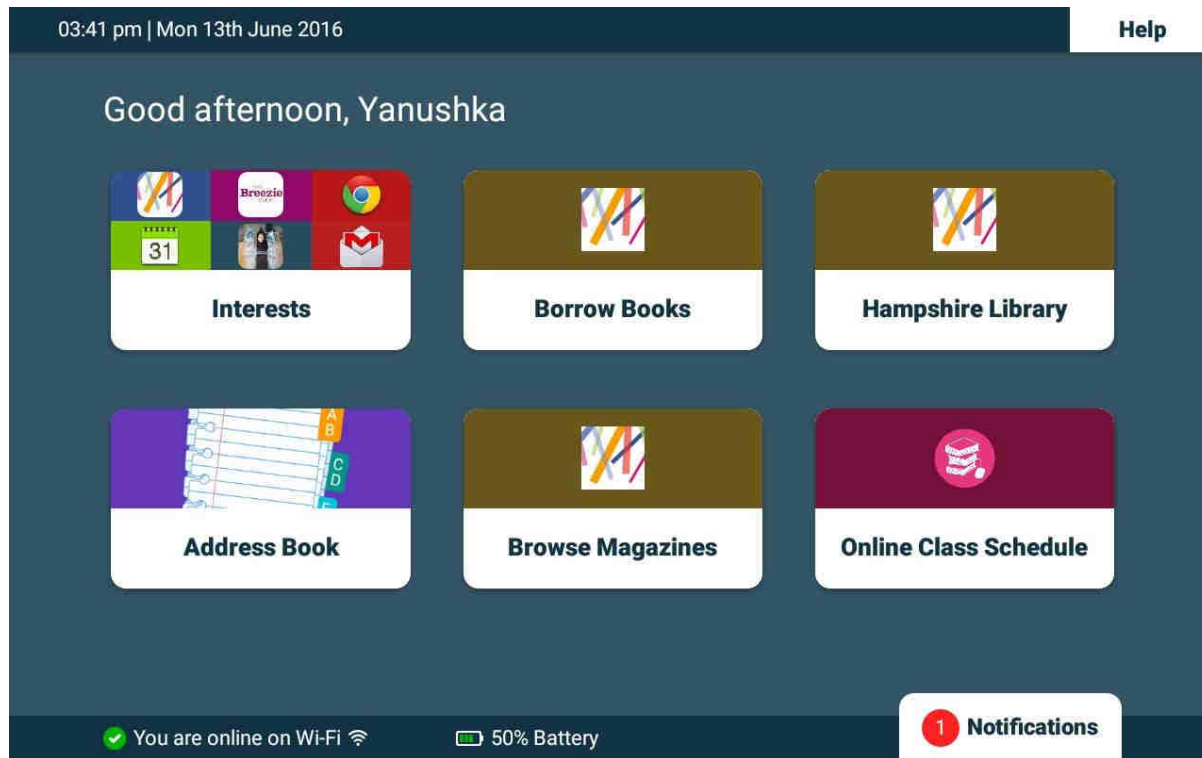 03:41 pm | Mon 13th June 2016
Help
Good afternoon, Yanushka
Breezie
31
Interests
Borrow Books
Hampshire Library
A
B
C
D
Address Book
Browse Magazines
Online Class Schedule
You are online on Wi-Fi
50% Battery
1 Notifications